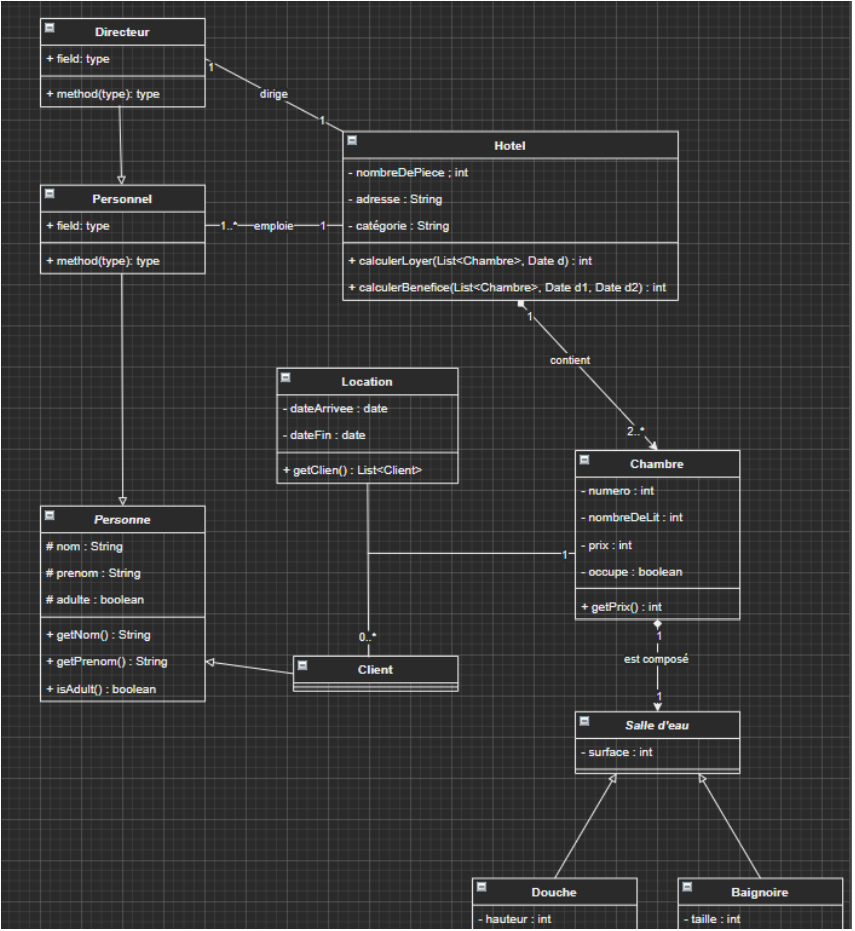 Directeur
+ field: type
+ method(type): type
1
dirige
1
Hotel
- nombreDePiece ; int
- adresse : String
- catégorie : String
+ calculerLoyer(List<Chambre>, Date d) : int
+ calculerBenefice(List<Chambre>, Date d1, Date d2) : int
Personnel
+ field: type
+ method(type): type
1..* emploie 1
1
contient
2..*
Location
- dateArrivee : date
- dateFin : date
+ getClien() : List<Client>
Chambre
- numero : int
- nombreDeLit : int
- prix : int
- occupe : boolean
+ getPrix() : int
1
Personne
# nom : String
# prenom : String
# adulte : boolean
+ getNom() : String
+ getPrenom() : String
+ isAdult() : boolean
0..*
Client
1
est composé
1
Salle d'eau
- surface : int
Douche
- hauteur : int
Baignoire
- taille : int